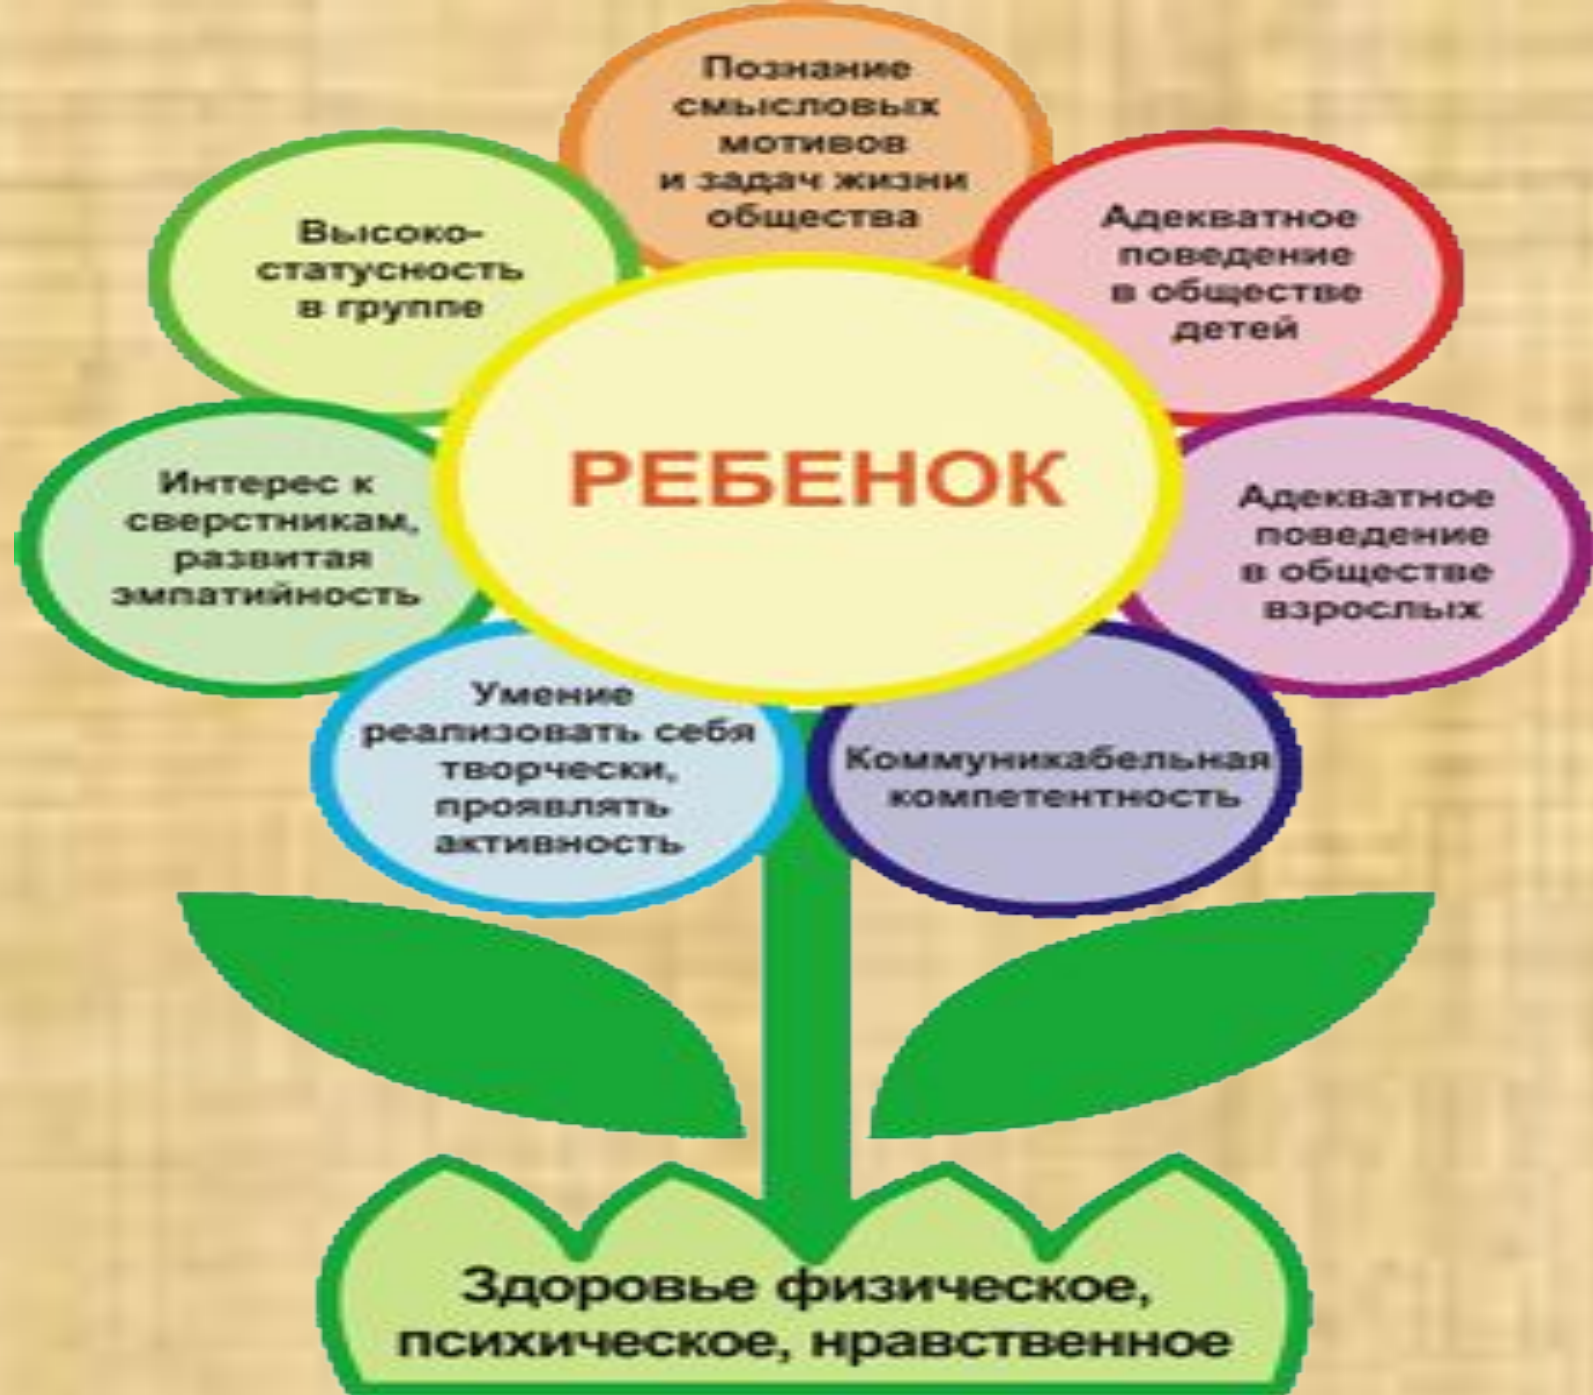 Познание
смысловых
мотивов
и задач жизни
общества
Высоко-
статусность
в группе
Адекватное
поведение
в обществе
детей
РЕБЕНОК
Интерес к
сверстникам,
развитая
эмпатийность
Адекватное
поведение
в обществе
взрослых
Умение
реализовать себя
творчески,
проявлять
активность
Коммуникабельная
компетентность
Здоровье физическое,
психическое, нравственное